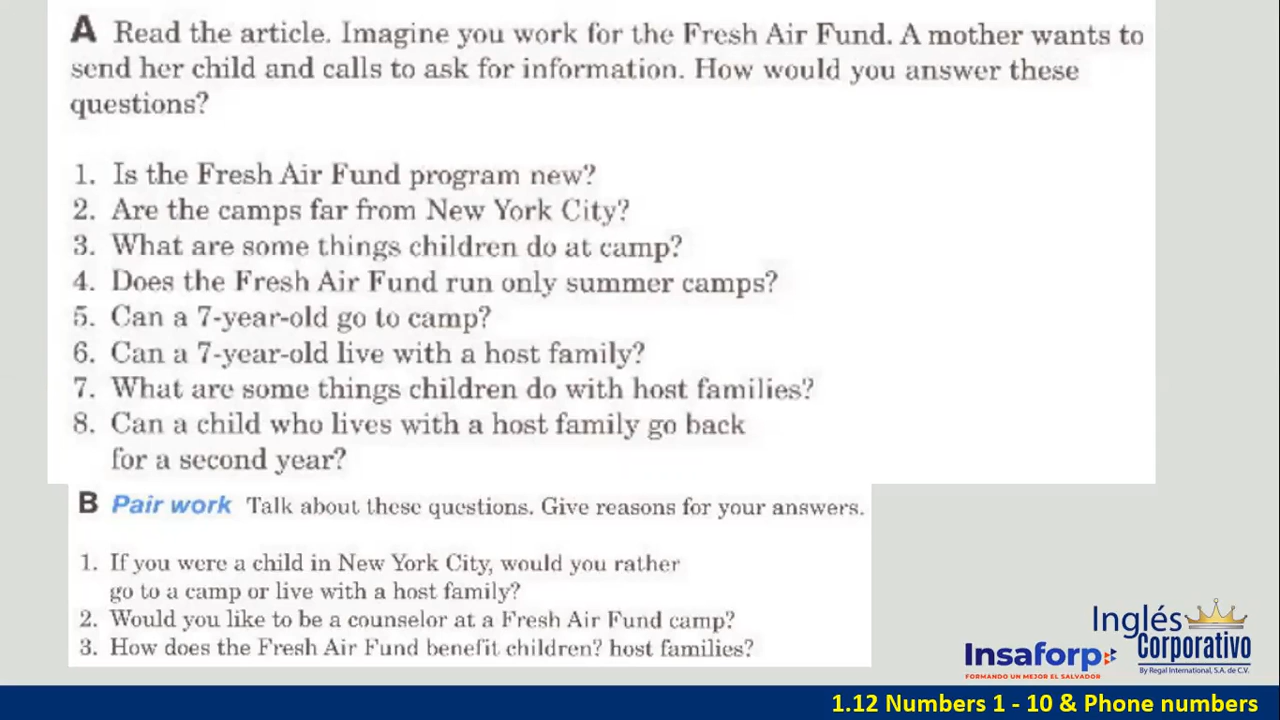 A Read the article. Imagine you work for the Fresh Air Fund. A mother wants to
send her child and calls to ask for information. How would you answer these
questions?
1. Is the Fresh Air Fund program new?
2. Are the camps far from New York City?
3. What are some things children do at camp?
4. Does the Fresh Air Fund run only summer camps?
5. Can a 7-year-old go to camp?
6. Can a 7-year-old live with a host family?
7. What are some things children do with host families?
8. Can a child who lives with a host family go back
for a second year?
B Pair work Talk about these questions. Give reasons for your answers.
1. If you were a child in New York City, would you rather
go to a camp or live with a host family?
2. Would you like to be a counselor at a Fresh Air Fund camp?
3. How does the Fresh Air Fund benefit children? host families?
Insaforp
FORMANDO UN MEJOR EL SALVADOR
Inglés
Corporativo
By Regal International, S.A. de C.V.
1.12 Numbers 1 - 10 & Phone numbers